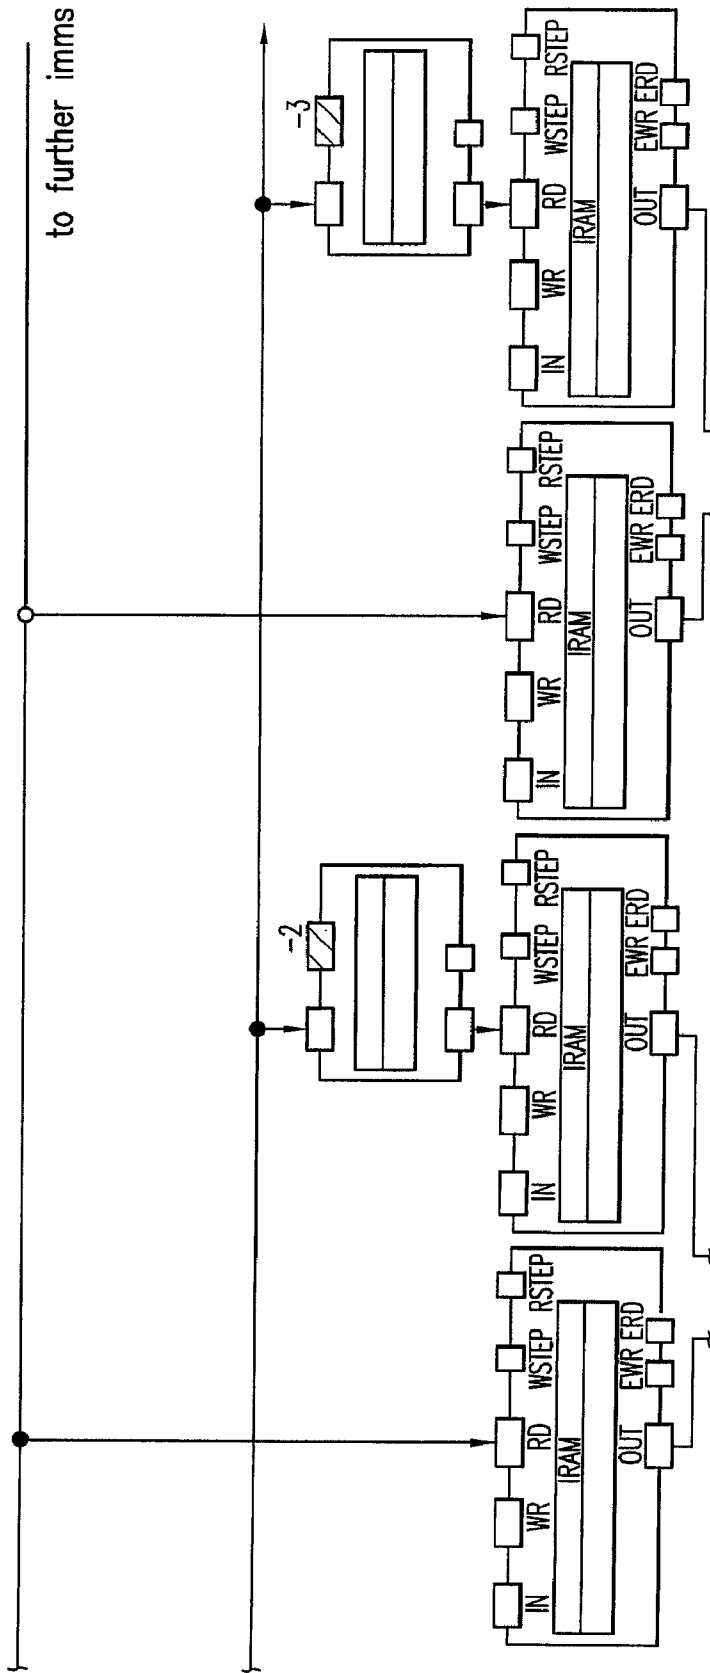 to further imms
-2
-3
IN WR RD WSTEP RSTEP
IRAM
OUT EWR ERD
IN WR RD WSTEP RSTEP
IRAM
OUT EWR ERD
IN WR RD WSTEP RSTEP
IRAM
OUT EWR ERD
IN WR RD WSTEP RSTEP
IRAM
OUT EWR ERD